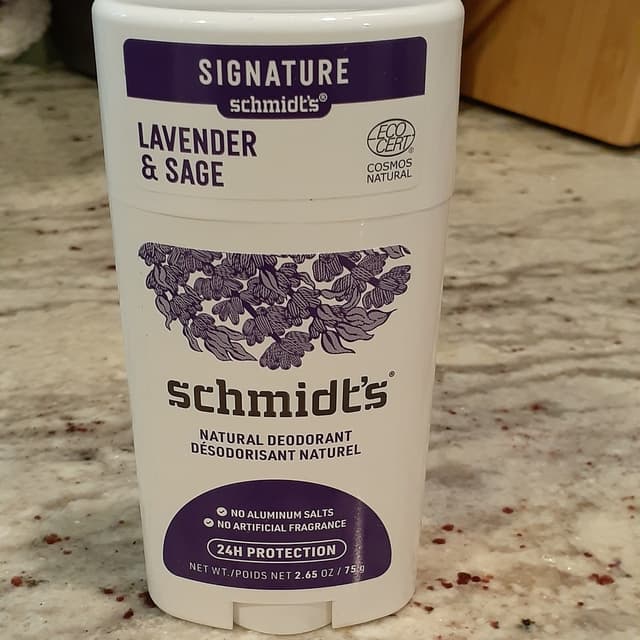 SIGNATURE
schmidt's®
LAVENDER
& SAGE
ECO
CERT®
COSMOS
NATURAL
schmidt's®
NATURAL DEODORANT
DÉSODORISANT NATUREL
NO ALUMINUM SALTS
NO ARTIFICIAL FRAGRANCE
24H PROTECTION
NET WT./POIDS NET 2.65 OZ / 75 g